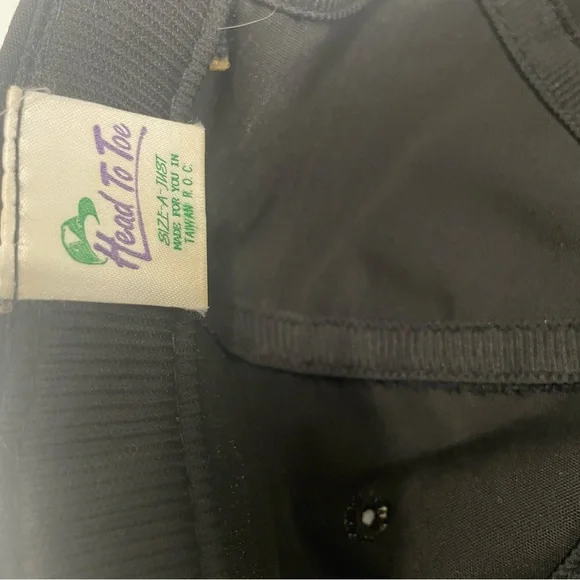 Head To Toe
SIZE-A-JUST
MADE FOR YOU IN
TAIWAN R.O.C.